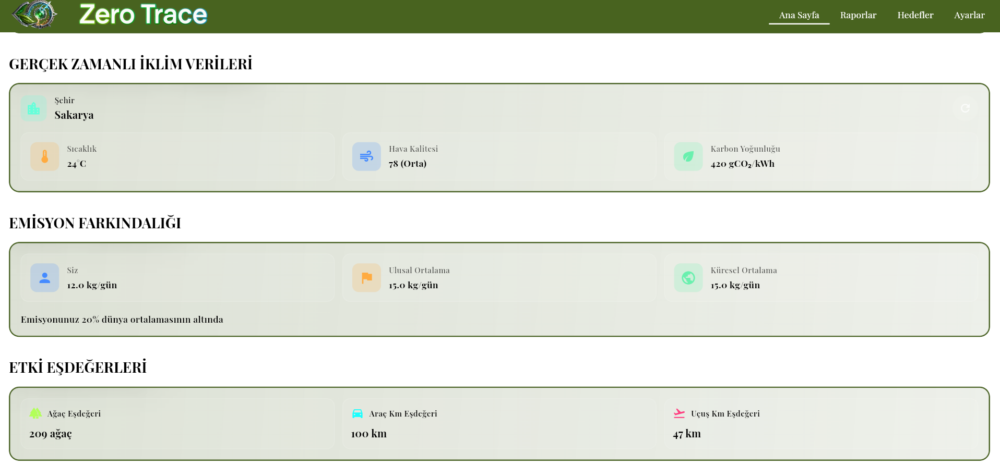 Zero Trace
Ana Sayfa
Raporlar
Hedefler
Ayarlar
GERÇEK ZAMANLI İKLİM VERİLERİ
Şehir
Sakarya
Sıcaklık
24°C
Hava Kalitesi
78 (Orta)
Karbon Yoğunluğu
420 gCO₂/kWh
EMİSYON FARKINDALIĞI
Siz
12.0 kg/gün
Ulusal Ortalama
15.0 kg/gün
Küresel Ortalama
15.0 kg/gün
Emisyonunuz 20% dünya ortalamasının altında
ETKİ EŞDEĞERLERİ
Ağaç Eşdeğeri
209 ağaç
Araç Km Eşdeğeri
100 km
Uçuş Km Eşdeğeri
47 km